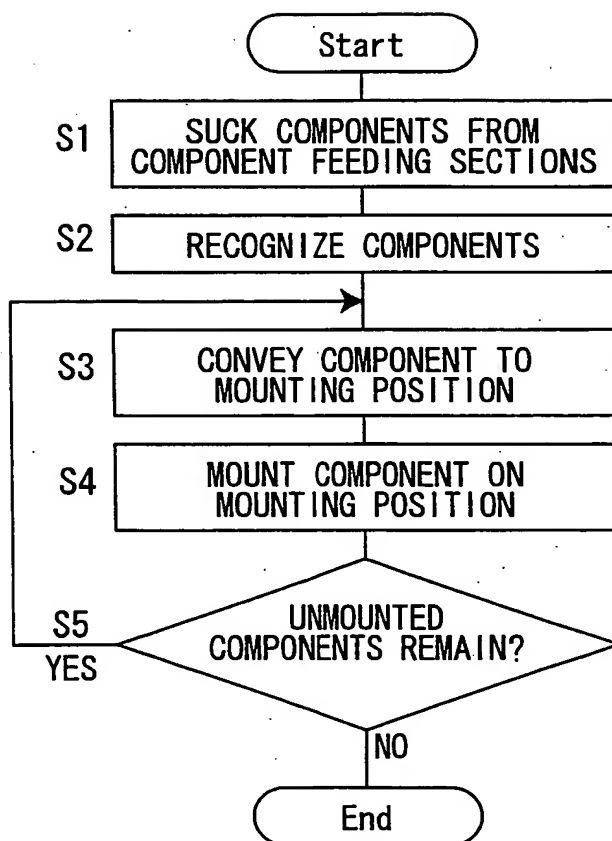 Start
S1
SUCK COMPONENTS FROM
COMPONENT FEEDING SECTIONS
S2
RECOGNIZE COMPONENTS
S3
CONVEY COMPONENT TO
MOUNTING POSITION
S4
MOUNT COMPONENT ON
MOUNTING POSITION
S5
UNMOUNTED
COMPONENTS REMAIN?
YES
NO
End